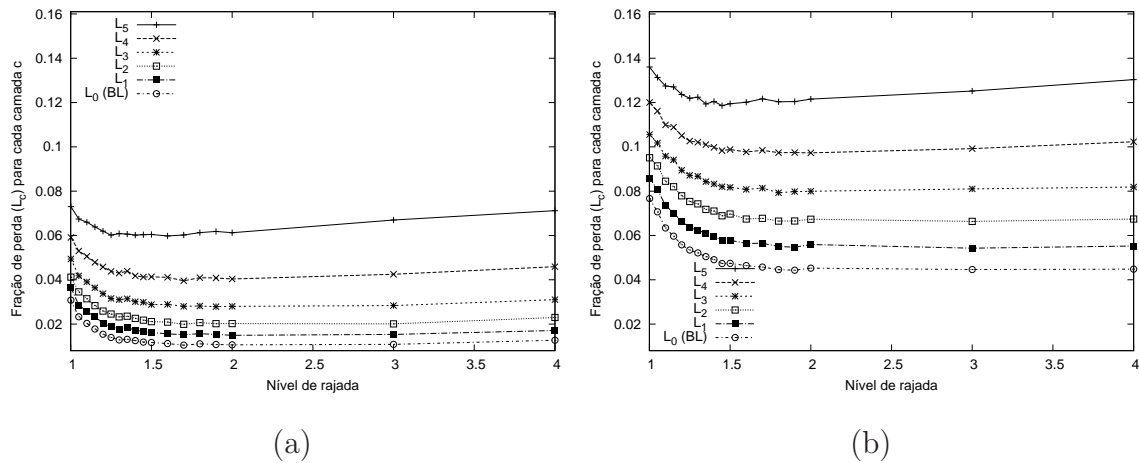 0.16
0.14
0.12
0.1
0.08
0.06
0.04
0.02
Fração de perda (L_c) para cada camada c
L_5
L_4
L_3
L_2
L_1
L_0 (BL)
1 1.5 2 2.5 3 3.5 4
Nível de rajada
(a)
0.16
0.14
0.12
0.1
0.08
0.06
0.04
0.02
Fração de perda (L_c) para cada camada c
L_5
L_4
L_3
L_2
L_1
L_0 (BL)
1 1.5 2 2.5 3 3.5 4
Nível de rajada
(b)